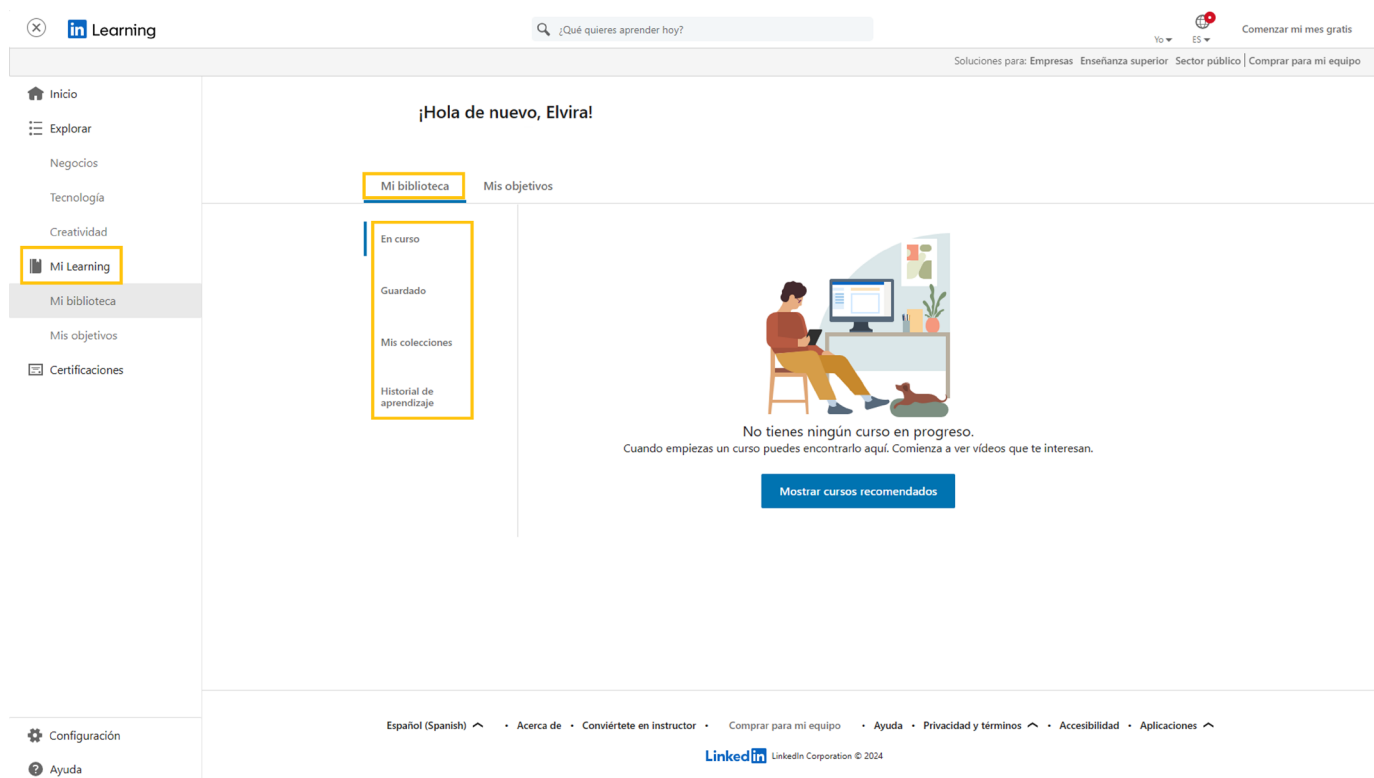 in Learning
¿Qué quieres aprender hoy?
Yo
ES
Comenzar mi mes gratis
Soluciones para: Empresas Enseñanza superior Sector público | Comprar para mi equipo
Inicio
Explorar
Negocios
Tecnología
Creatividad
Mi Learning
Mi biblioteca
Mis objetivos
Certificaciones
Configuración
Ayuda
¡Hola de nuevo, Elvira!
Mi biblioteca
Mis objetivos
En curso
Guardado
Mis colecciones
Historial de
aprendizaje
No tienes ningún curso en progreso.
Cuando empiezas un curso puedes encontrarlo aquí. Comienza a ver vídeos que te interesan.
Mostrar cursos recomendados
Español (Spanish) • Acerca de • Conviértete en instructor • Comprar para mi equipo • Ayuda • Privacidad y términos • Accesibilidad • Aplicaciones
Linkedin LinkedIn Corporation © 2024